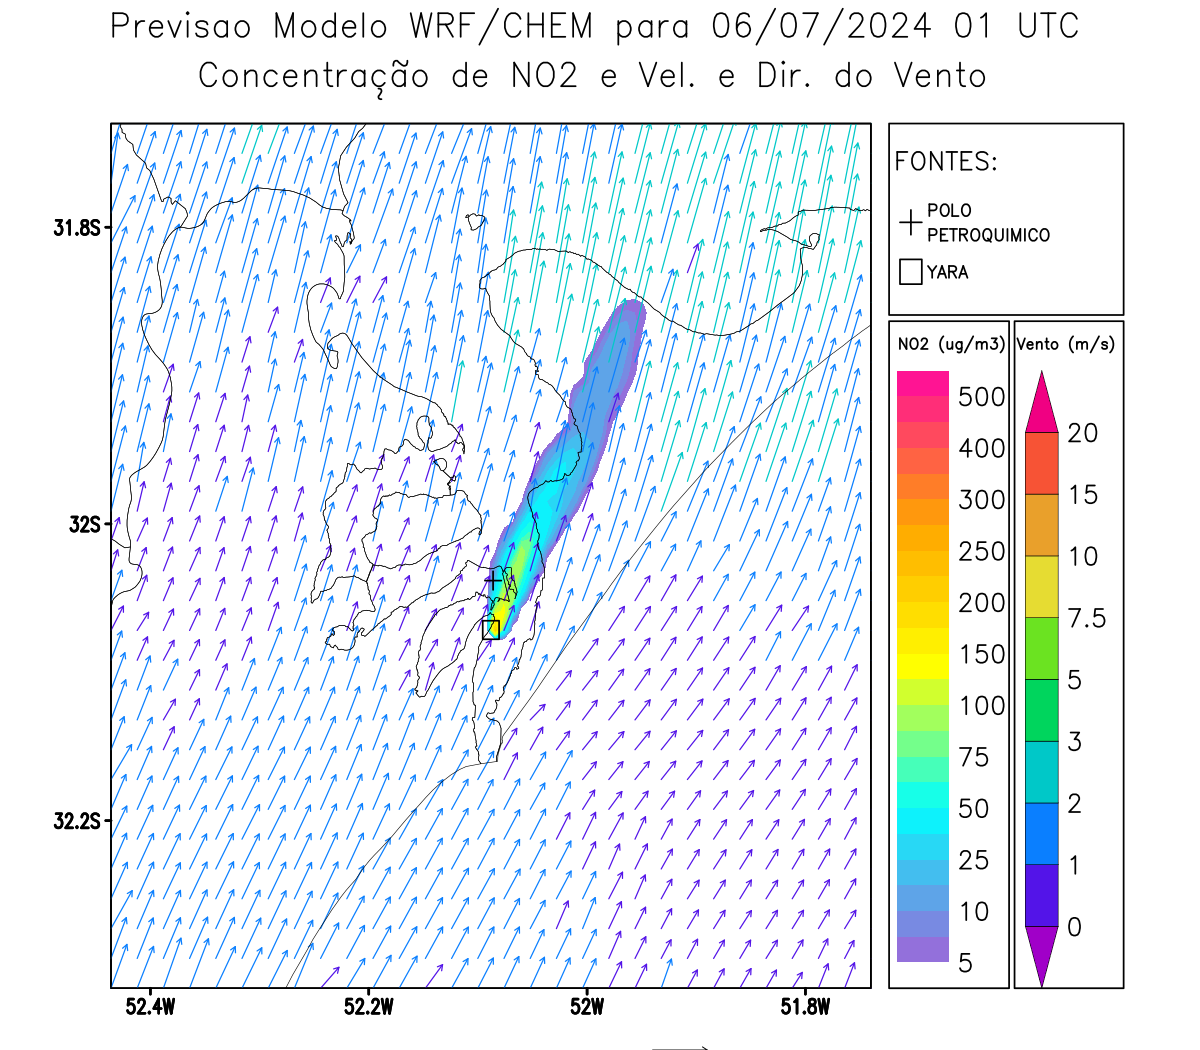 Previsao Modelo WRF/CHEM para 06/07/2024 01 UTC
Concentração de NO2 e Vel. e Dir. do Vento
FONTES:
POLO
PETROQUIMICO
YARA
NO2 (ug/m3)
500
400
300
250
200
150
100
75
50
25
10
5
Vento (m/s)
20
15
10
7.5
5
3
2
1
0
31.8S
32S
32.2S
52.4W
52.2W
52W
51.8W